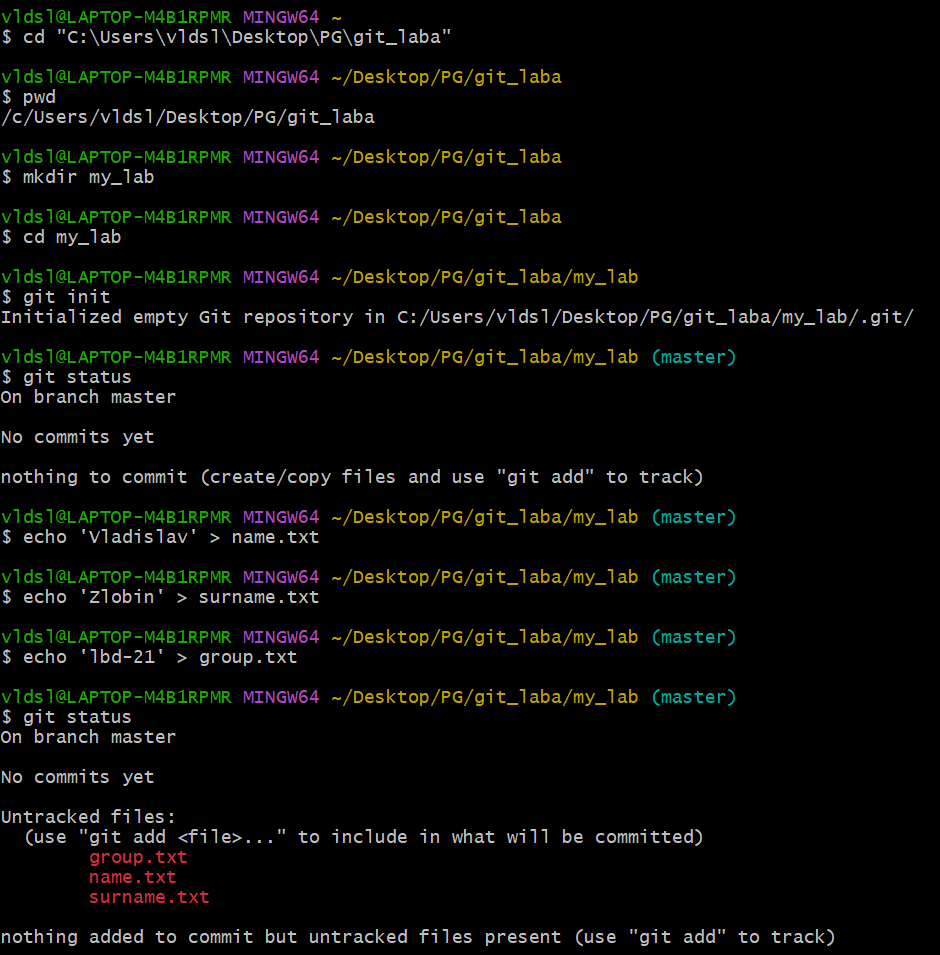 vldsl@LAPTOP-M4B1RPMR MINGW64 ~
$ cd "C:\Users\vldsl\Desktop\PG\git_laba"
vldsl@LAPTOP-M4B1RPMR MINGW64 ~/Desktop/PG/git_laba
$ pwd
/c/Users/vldsl/Desktop/PG/git_laba
vldsl@LAPTOP-M4B1RPMR MINGW64 ~/Desktop/PG/git_laba
$ mkdir my_lab
vldsl@LAPTOP-M4B1RPMR MINGW64 ~/Desktop/PG/git_laba
$ cd my_lab
vldsl@LAPTOP-M4B1RPMR MINGW64 ~/Desktop/PG/git_laba/my_lab
$ git init
Initialized empty Git repository in C:/Users/vldsl/Desktop/PG/git_laba/my_lab/.git/
vldsl@LAPTOP-M4B1RPMR MINGW64 ~/Desktop/PG/git_laba/my_lab (master)
$ git status
On branch master
No commits yet
nothing to commit (create/copy files and use "git add" to track)
vldsl@LAPTOP-M4B1RPMR MINGW64 ~/Desktop/PG/git_laba/my_lab (master)
$ echo 'Vladislav' > name.txt
vldsl@LAPTOP-M4B1RPMR MINGW64 ~/Desktop/PG/git_laba/my_lab (master)
$ echo 'Zlobin' > surname.txt
vldsl@LAPTOP-M4B1RPMR MINGW64 ~/Desktop/PG/git_laba/my_lab (master)
$ echo 'lbd-21' > group.txt
vldsl@LAPTOP-M4B1RPMR MINGW64 ~/Desktop/PG/git_laba/my_lab (master)
$ git status
On branch master
No commits yet
Untracked files:
(use "git add <file>..." to include in what will be committed)
group.txt
name.txt
surname.txt
nothing added to commit but untracked files present (use "git add" to track)